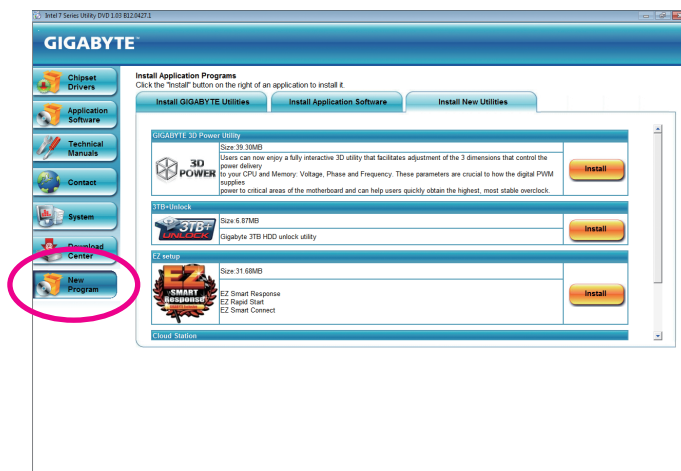 Intel 7 Series Utility DVD 1.03 B12.0427.1
GIGABYTE™
Chipset
Drivers
Application
Software
Technical
Manuals
Contact
System
Download
Center
New
Program
Install Application Programs
Click the "Install" button on the right of an application to install it.
Install GIGABYTE Utilities
Install Application Software
Install New Utilities
GIGABYTE 3D Power Utility
3D
POWER
Size:39.30MB
Users can now enjoy a fully interactive 3D utility that facilitates adjustment of the 3 dimensions that control the
power delivery
to your CPU and Memory: Voltage, Phase and Frequency. These parameters are crucial to how the digital PWM
supplies
power to critical areas of the motherboard and can help users quickly obtain the highest, most stable overclock.
Install
3TB+Unlock
3TB+
UNLOCK
Size:6.87MB
Gigabyte 3TB HDD unlock utility
Install
EZ setup
EZ
SMART
Response
Size:31.68MB
EZ Smart Response
EZ Rapid Start
EZ Smart Connect
Install
Cloud Station